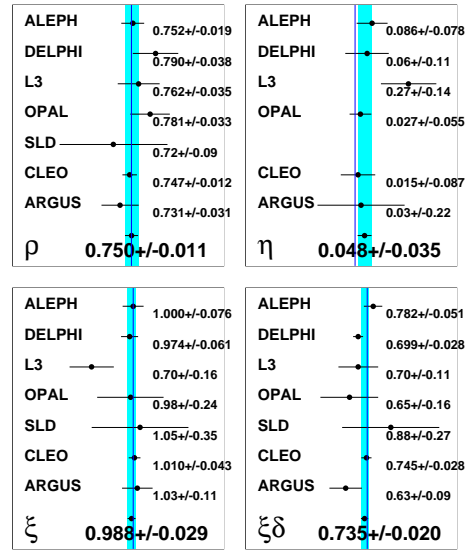 ALEPH 0.752+/-0.019
DELPHI 0.790+/-0.038
L3 0.762+/-0.035
OPAL 0.781+/-0.033
SLD 0.72+/-0.09
CLEO 0.747+/-0.012
ARGUS 0.731+/-0.031
ρ 0.750+/-0.011
ALEPH 0.086+/-0.078
DELPHI 0.06+/-0.11
L3 0.27+/-0.14
OPAL 0.027+/-0.055
CLEO 0.015+/-0.087
ARGUS 0.03+/-0.22
η 0.048+/-0.035
ALEPH 1.000+/-0.076
DELPHI 0.974+/-0.061
L3 0.70+/-0.16
OPAL 0.98+/-0.24
SLD 1.05+/-0.35
CLEO 1.010+/-0.043
ARGUS 1.03+/-0.11
ξ 0.988+/-0.029
ALEPH 0.782+/-0.051
DELPHI 0.699+/-0.028
L3 0.70+/-0.11
OPAL 0.65+/-0.16
SLD 0.88+/-0.27
CLEO 0.745+/-0.028
ARGUS 0.63+/-0.09
ξδ 0.735+/-0.020